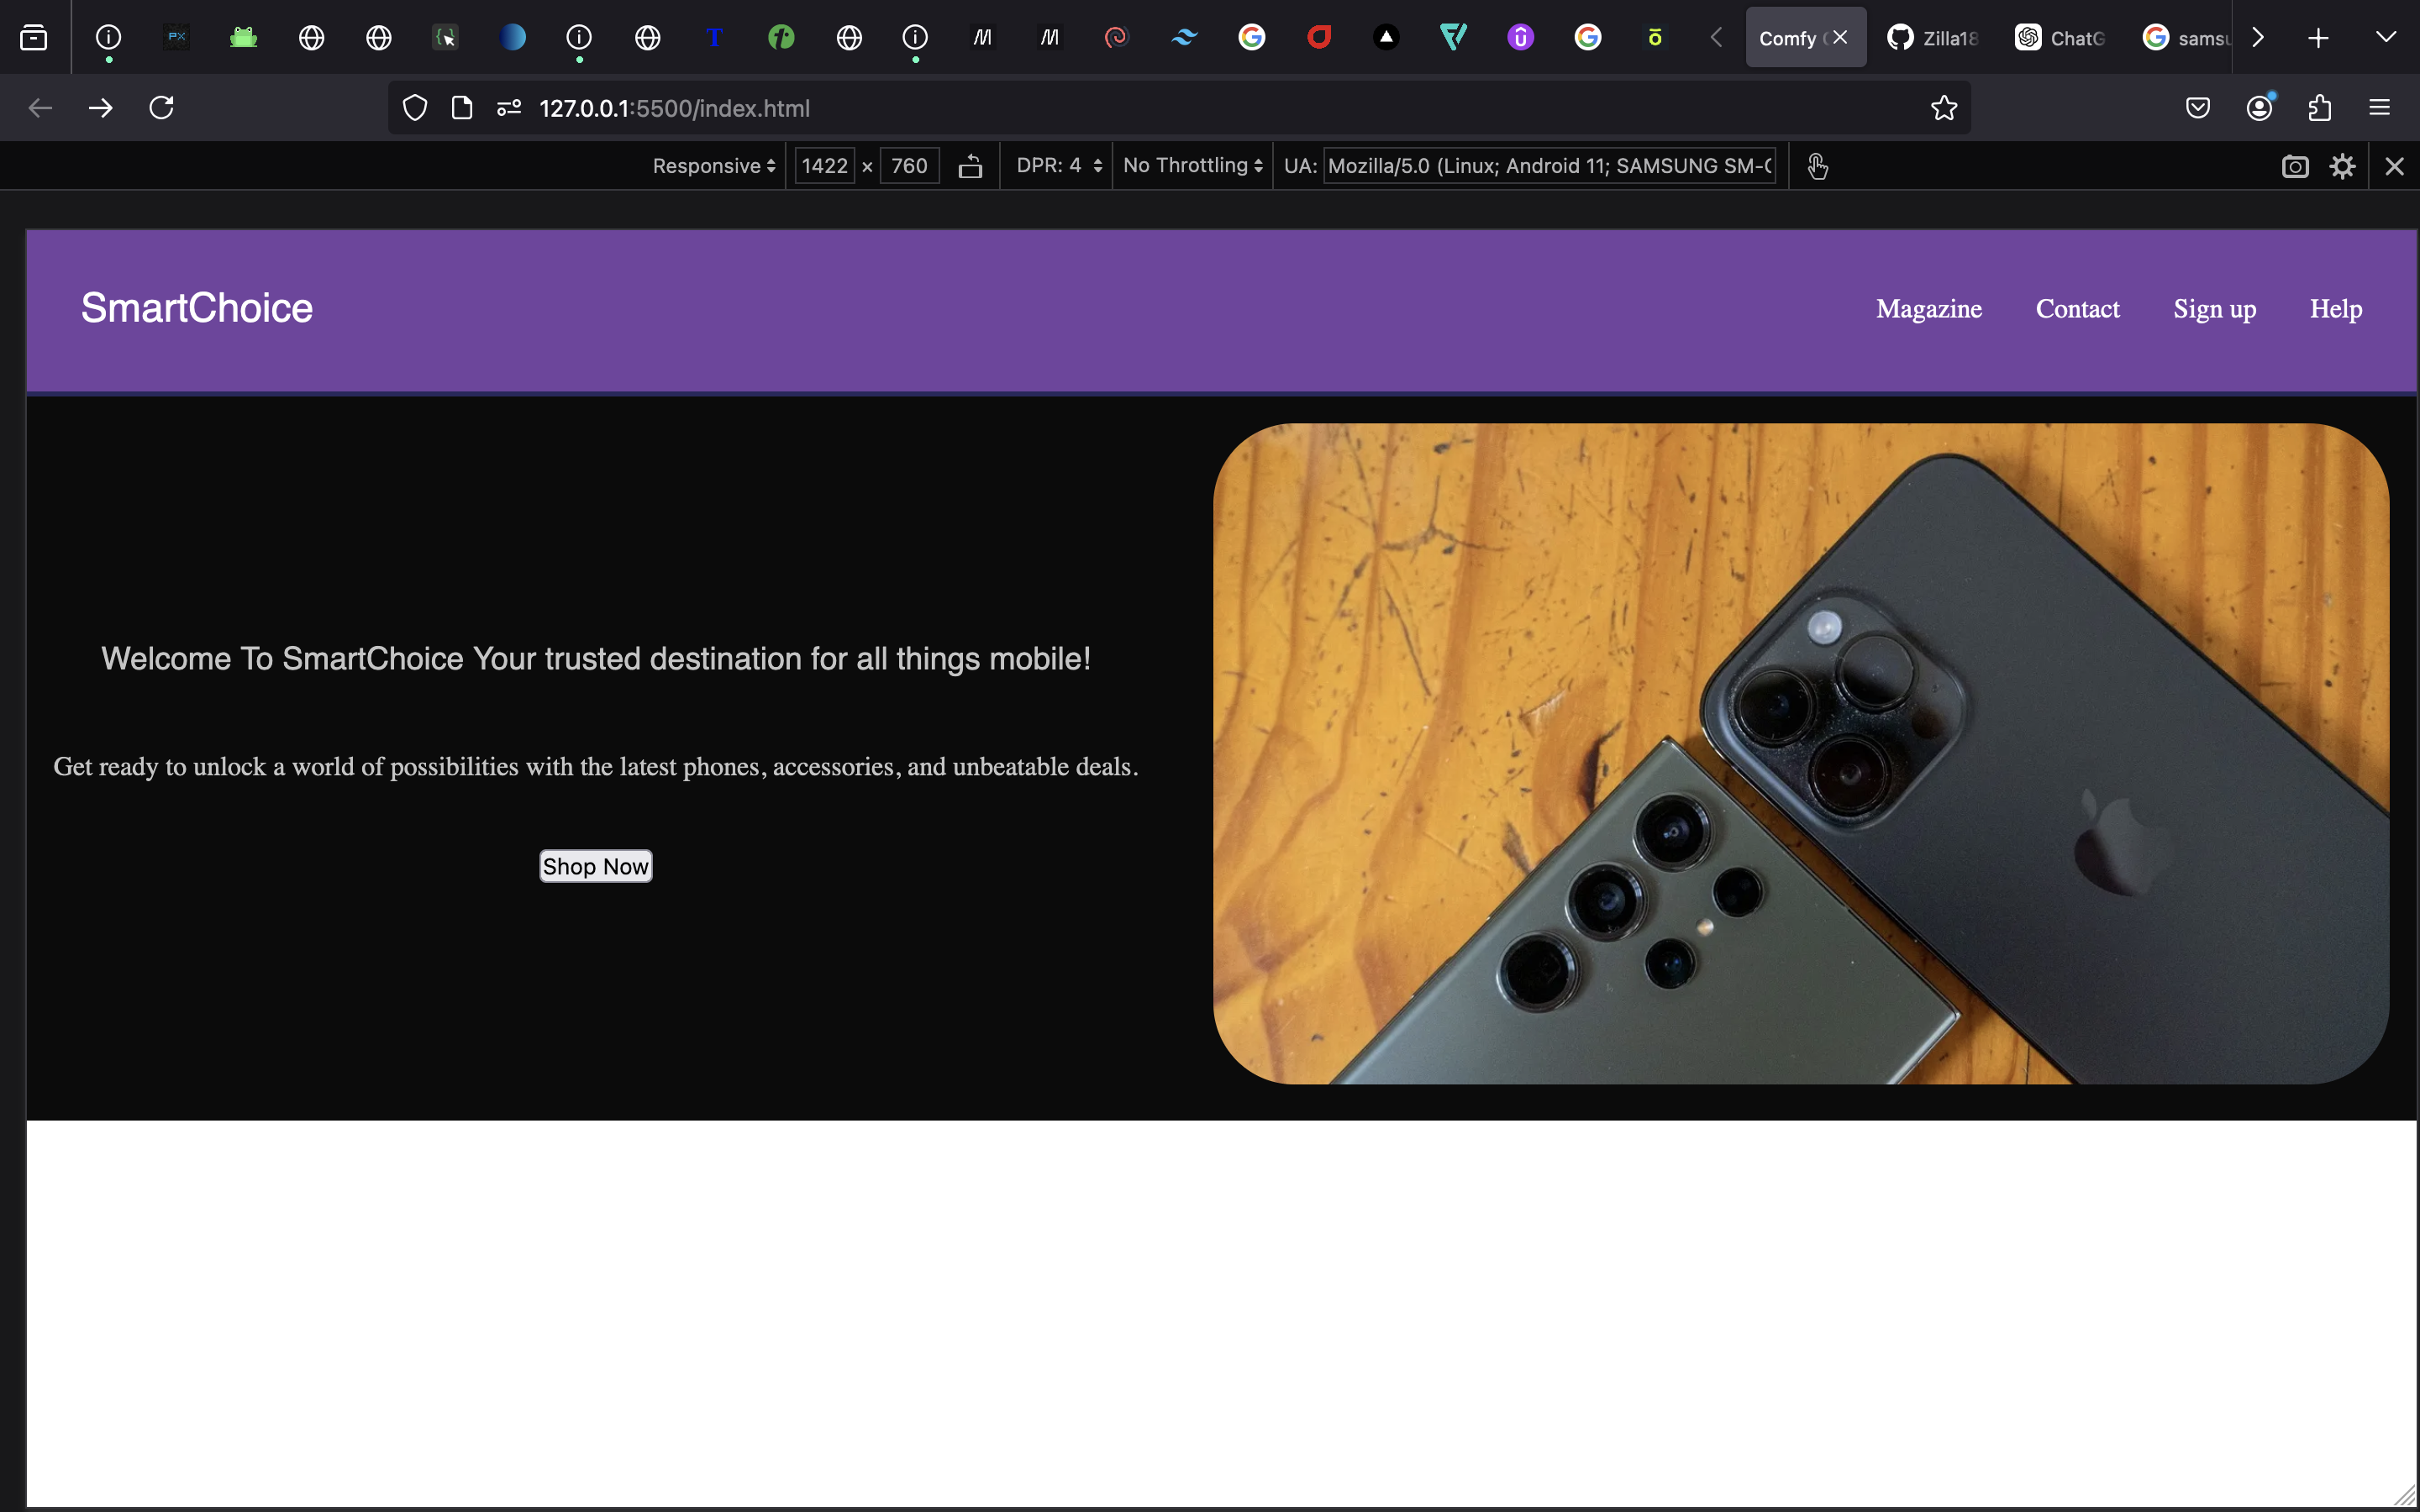 Comfy
Zilla18
ChatG
samsu
127.0.0.1:5500/index.html
Responsive 1422 × 760 DPR: 4 No Throttling UA: Mozilla/5.0 (Linux; Android 11; SAMSUNG SM-
SmartChoice
Magazine Contact Sign up Help
Welcome To SmartChoice Your trusted destination for all things mobile!
Get ready to unlock a world of possibilities with the latest phones, accessories, and unbeatable deals.
Shop Now